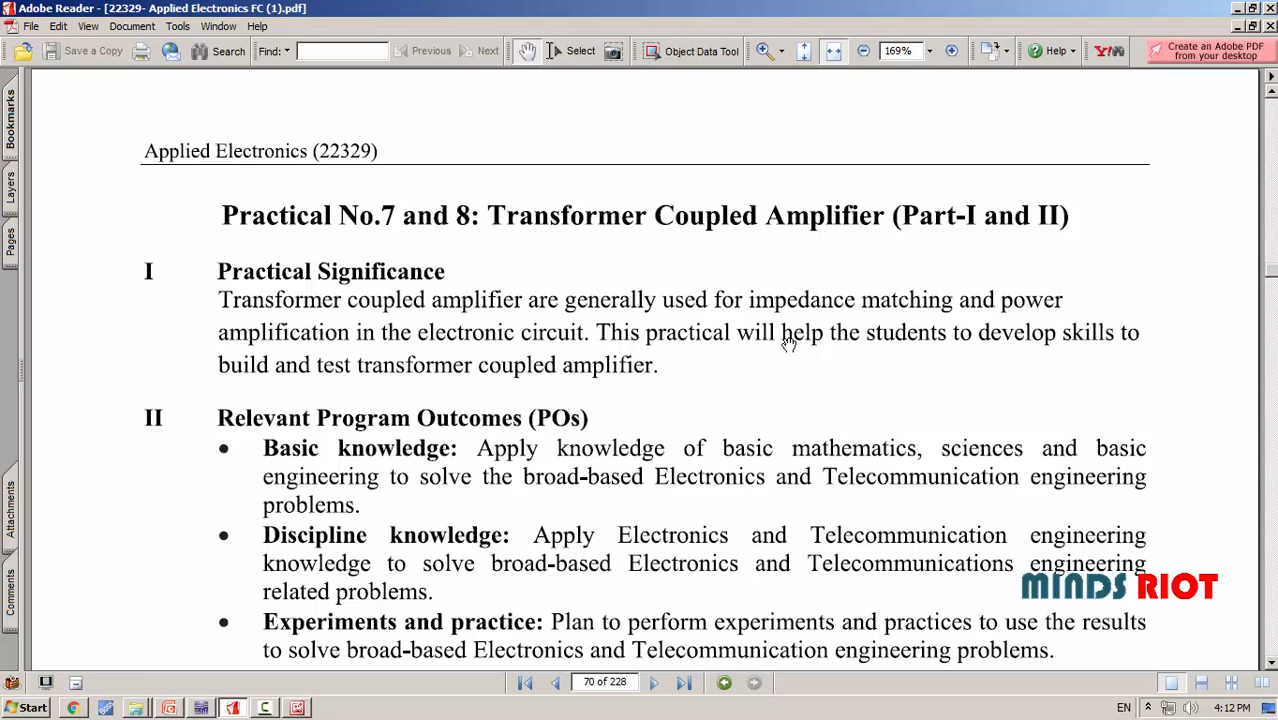 Adobe Reader - [22329- Applied Electronics FC (1).pdf]
File Edit View Document Tools Window Help
Save a Copy Search Find: Previous Next Select Object Data Tool 169% Help Y! Create an Adobe PDF
from your desktop
Bookmarks
Layers
Pages
Attachments
Comments
Applied Electronics (22329)
Practical No.7 and 8: Transformer Coupled Amplifier (Part-I and II)
I Practical Significance
Transformer coupled amplifier are generally used for impedance matching and power
amplification in the electronic circuit. This practical will help the students to develop skills to
build and test transformer coupled amplifier.
II Relevant Program Outcomes (POs)
• Basic knowledge: Apply knowledge of basic mathematics, sciences and basic
engineering to solve the broad-based Electronics and Telecommunication engineering
problems.
• Discipline knowledge: Apply Electronics and Telecommunication engineering
knowledge to solve broad-based Electronics and Telecommunications engineering
related problems.
MINDS RIOT
• Experiments and practice: Plan to perform experiments and practices to use the results
to solve broad-based Electronics and Telecommunication engineering problems.
70 of 228
Start EN 4:12 PM